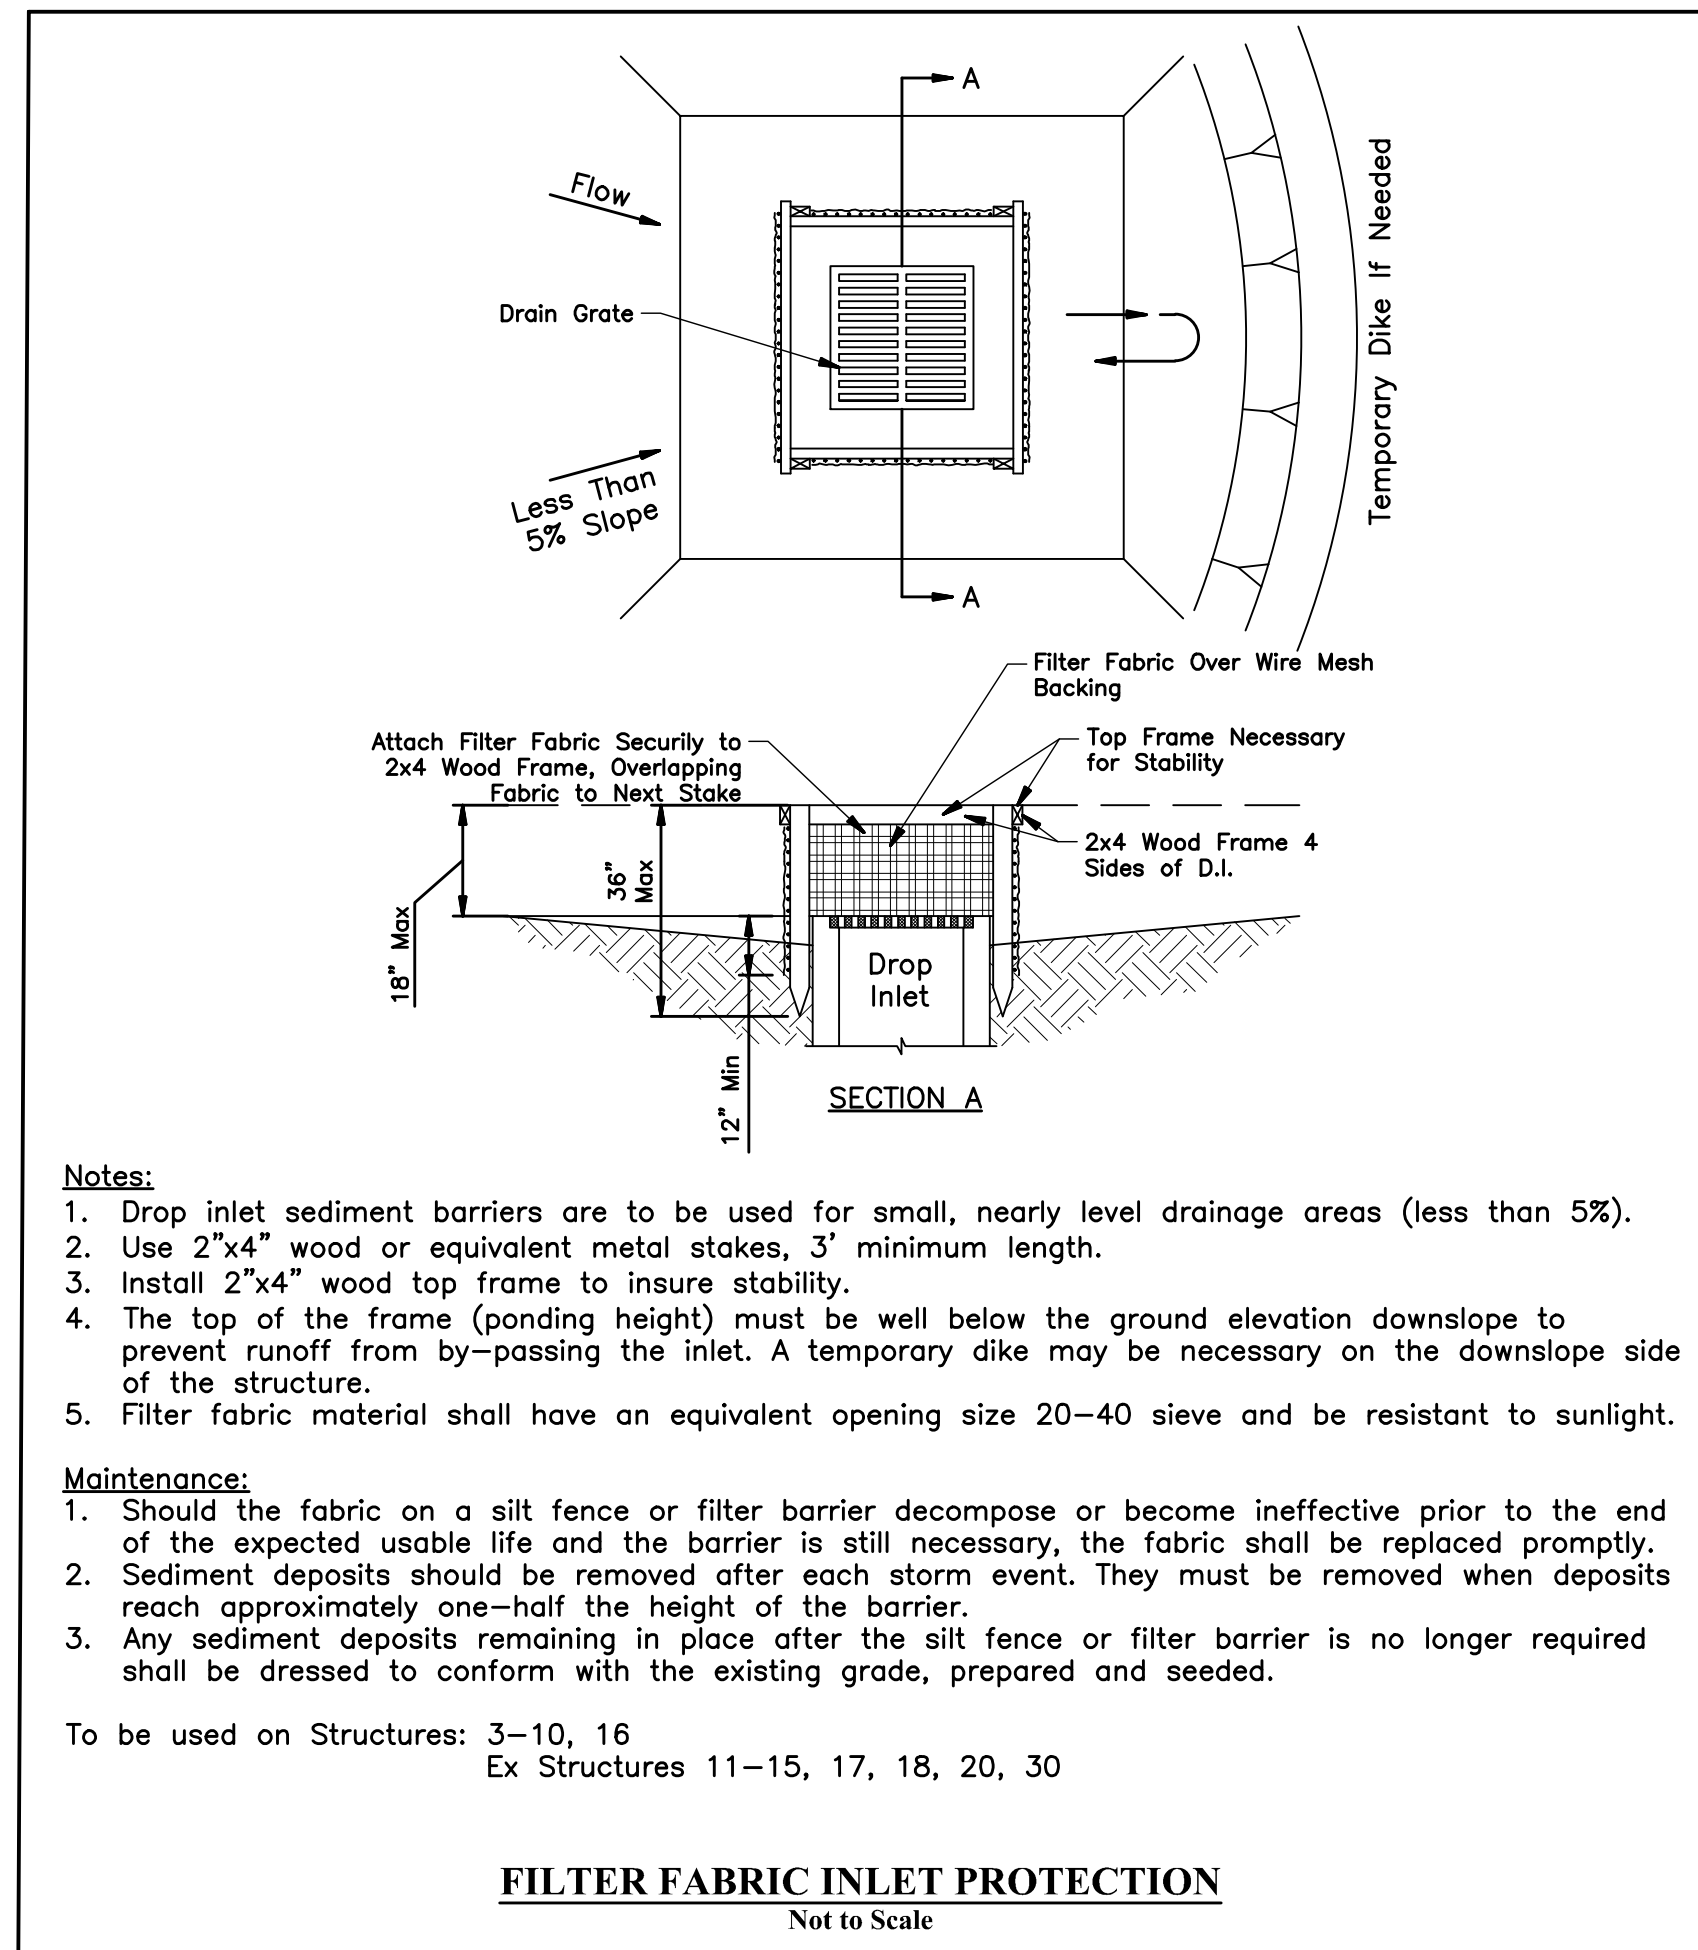 A
Flow
Drain Grate
Less Than
5% Slope
A
Temporary Dike If Needed
Filter Fabric Over Wire Mesh
Backing
Attach Filter Fabric Securily to
2x4 Wood Frame, Overlapping
Fabric to Next Stake
Top Frame Necessary
for Stability
2x4 Wood Frame 4
Sides of D.I.
18" Max
36"
Max
12" Min
Drop
Inlet
SECTION A
Notes:
1. Drop inlet sediment barriers are to be used for small, nearly level drainage areas (less than 5%).
2. Use 2"x4" wood or equivalent metal stakes, 3' minimum length.
3. Install 2"x4" wood top frame to insure stability.
4. The top of the frame (ponding height) must be well below the ground elevation downslope to
prevent runoff from by-passing the inlet. A temporary dike may be necessary on the downslope side
of the structure.
5. Filter fabric material shall have an equivalent opening size 20-40 sieve and be resistant to sunlight.
Maintenance:
1. Should the fabric on a silt fence or filter barrier decompose or become ineffective prior to the end
of the expected usable life and the barrier is still necessary, the fabric shall be replaced promptly.
2. Sediment deposits should be removed after each storm event. They must be removed when deposits
reach approximately one-half the height of the barrier.
3. Any sediment deposits remaining in place after the silt fence or filter barrier is no longer required
shall be dressed to conform with the existing grade, prepared and seeded.
To be used on Structures: 3-10, 16
Ex Structures 11-15, 17, 18, 20, 30
FILTER FABRIC INLET PROTECTION
Not to Scale